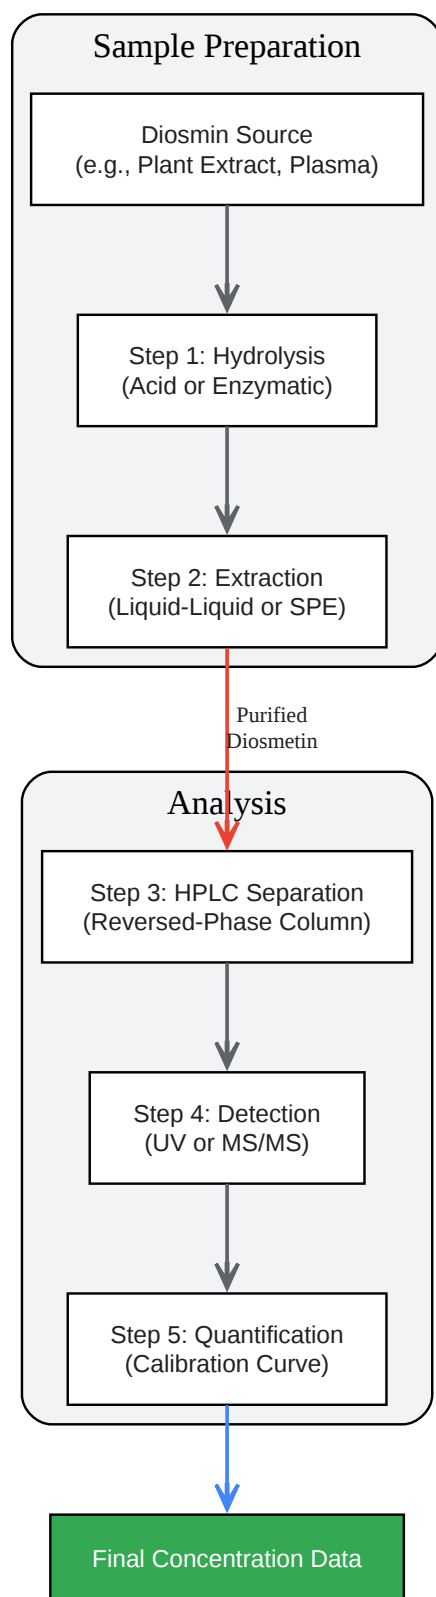 Sample Preparation
Diosmin Source
(e.g., Plant Extract, Plasma)
Step 1: Hydrolysis
(Acid or Enzymatic)
Step 2: Extraction
(Liquid-Liquid or SPE)
Purified
Diosmetin
Analysis
Step 3: HPLC Separation
(Reversed-Phase Column)
Step 4: Detection
(UV or MS/MS)
Step 5: Quantification
(Calibration Curve)
Final Concentration Data